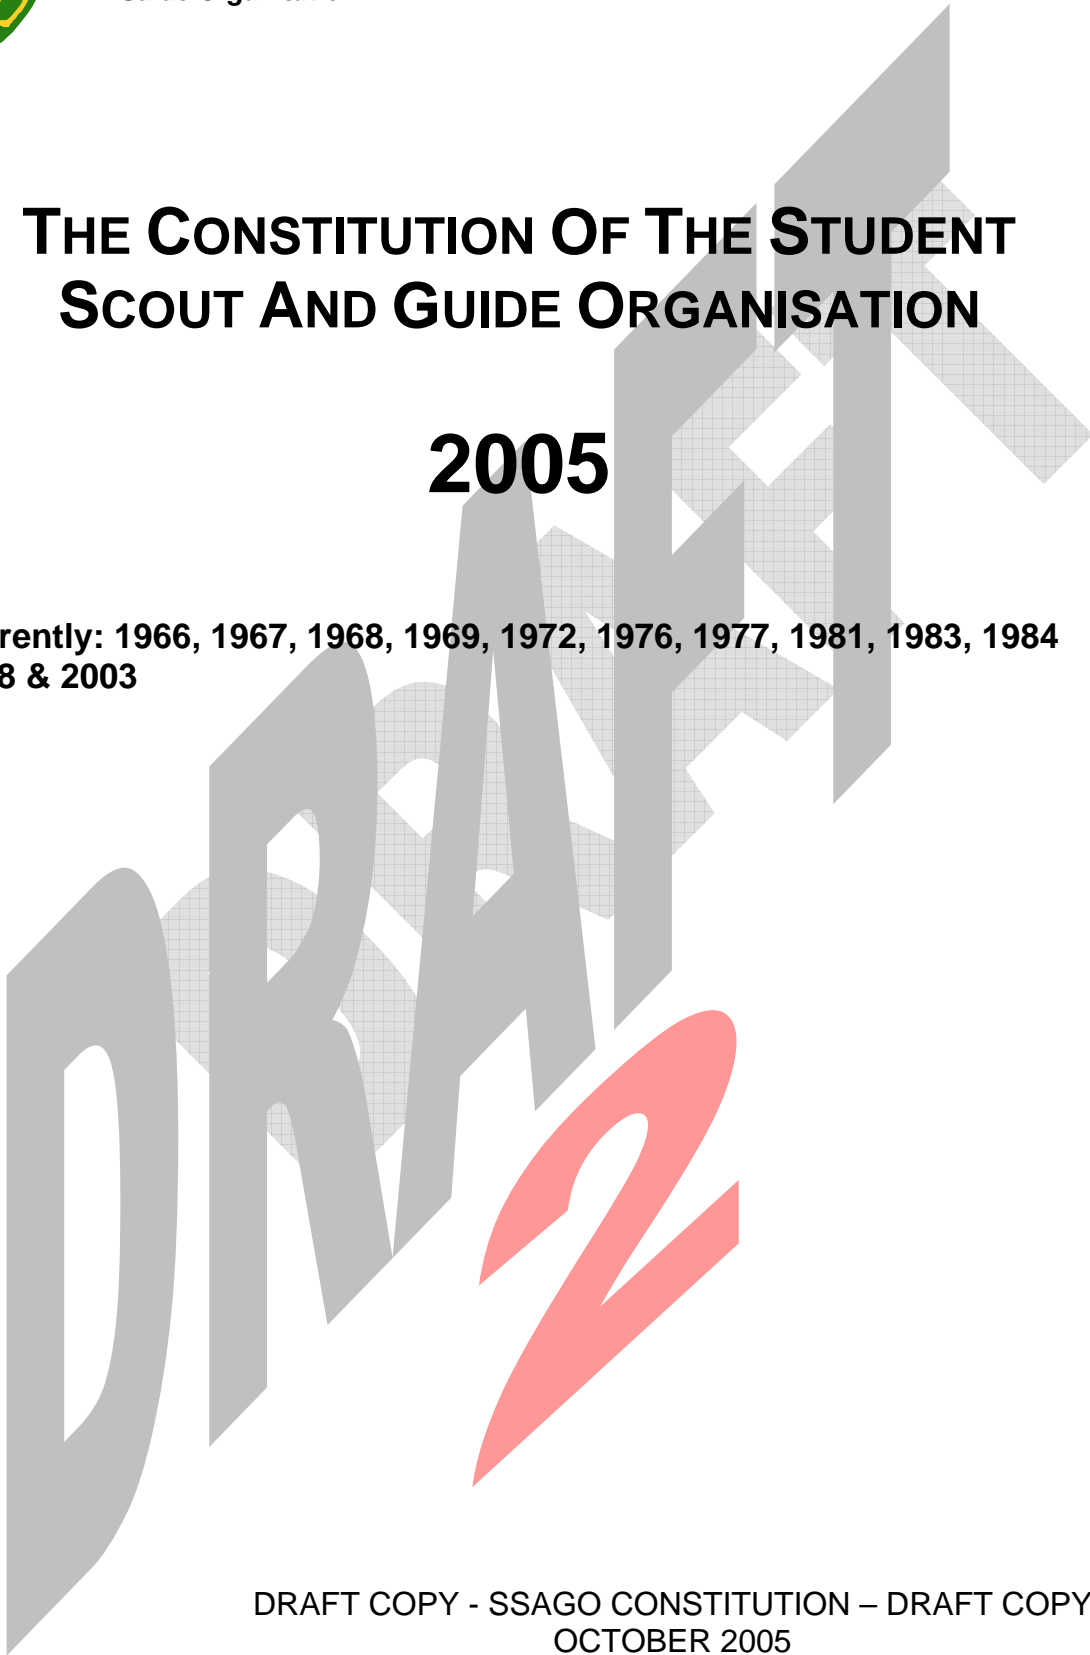 THE CONSTITUTION OF THE STUDENT
SCOUT AND GUIDE ORGANISATION
2005
rently: 1966, 1967, 1968, 1969, 1972, 1976, 1977, 1981, 1983, 1984
8 & 2003
DRAFT
DRAFT
2
DRAFT COPY - SSAGO CONSTITUTION – DRAFT COPY
OCTOBER 2005